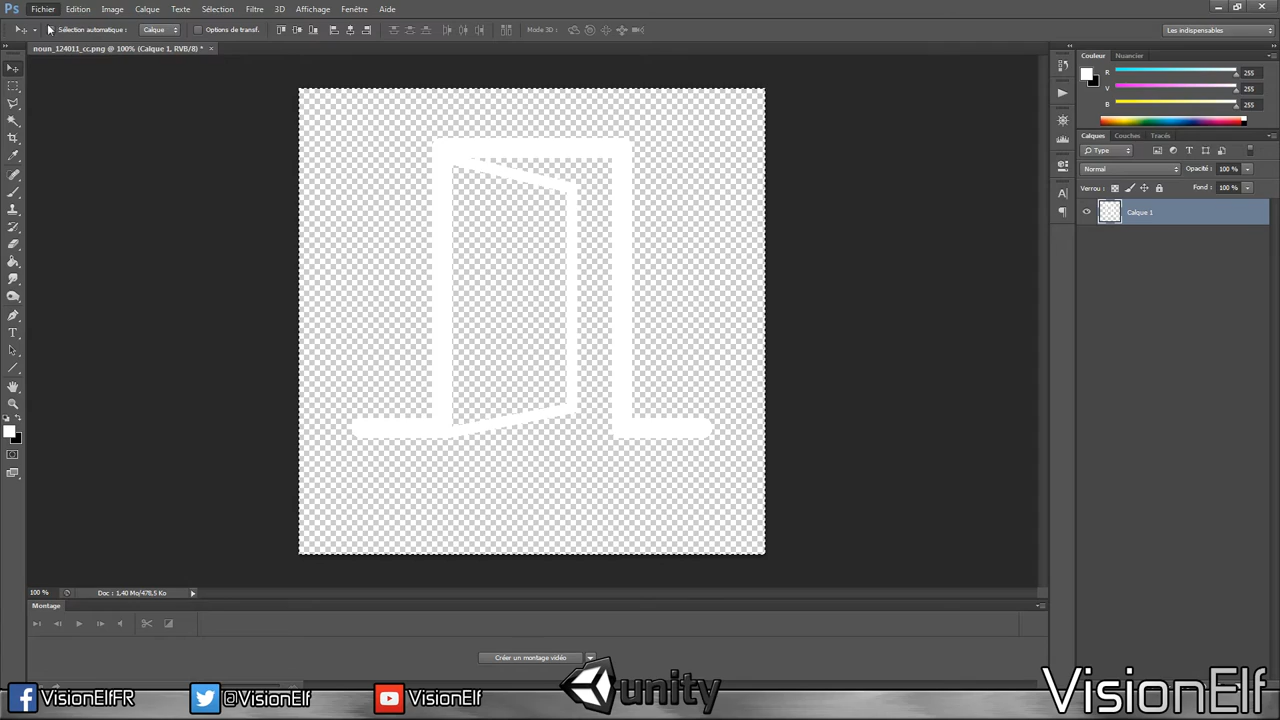 Ps Fichier Edition Image Calque Texte Sélection Filtre 3D Affichage Fenêtre Aide
Sélection automatique : Calque Options de transf. Mode 3D : Les indispensables
noun_124011_cc.png @ 100% (Calque 1, RVB/8) * ×
Couleur Nuancier
R 255
V 255
B 255
Calques Couches Tracés
Type T
Normal Opacité : 100 %
Verrou : Fond : 100 %
Calque 1
A
T
100 % Doc : 1,40 Mo/478,5 Ko
Montage
Créer un montage vidéo
VisionElfFR @VisionElf VisionElf unity VisionElf